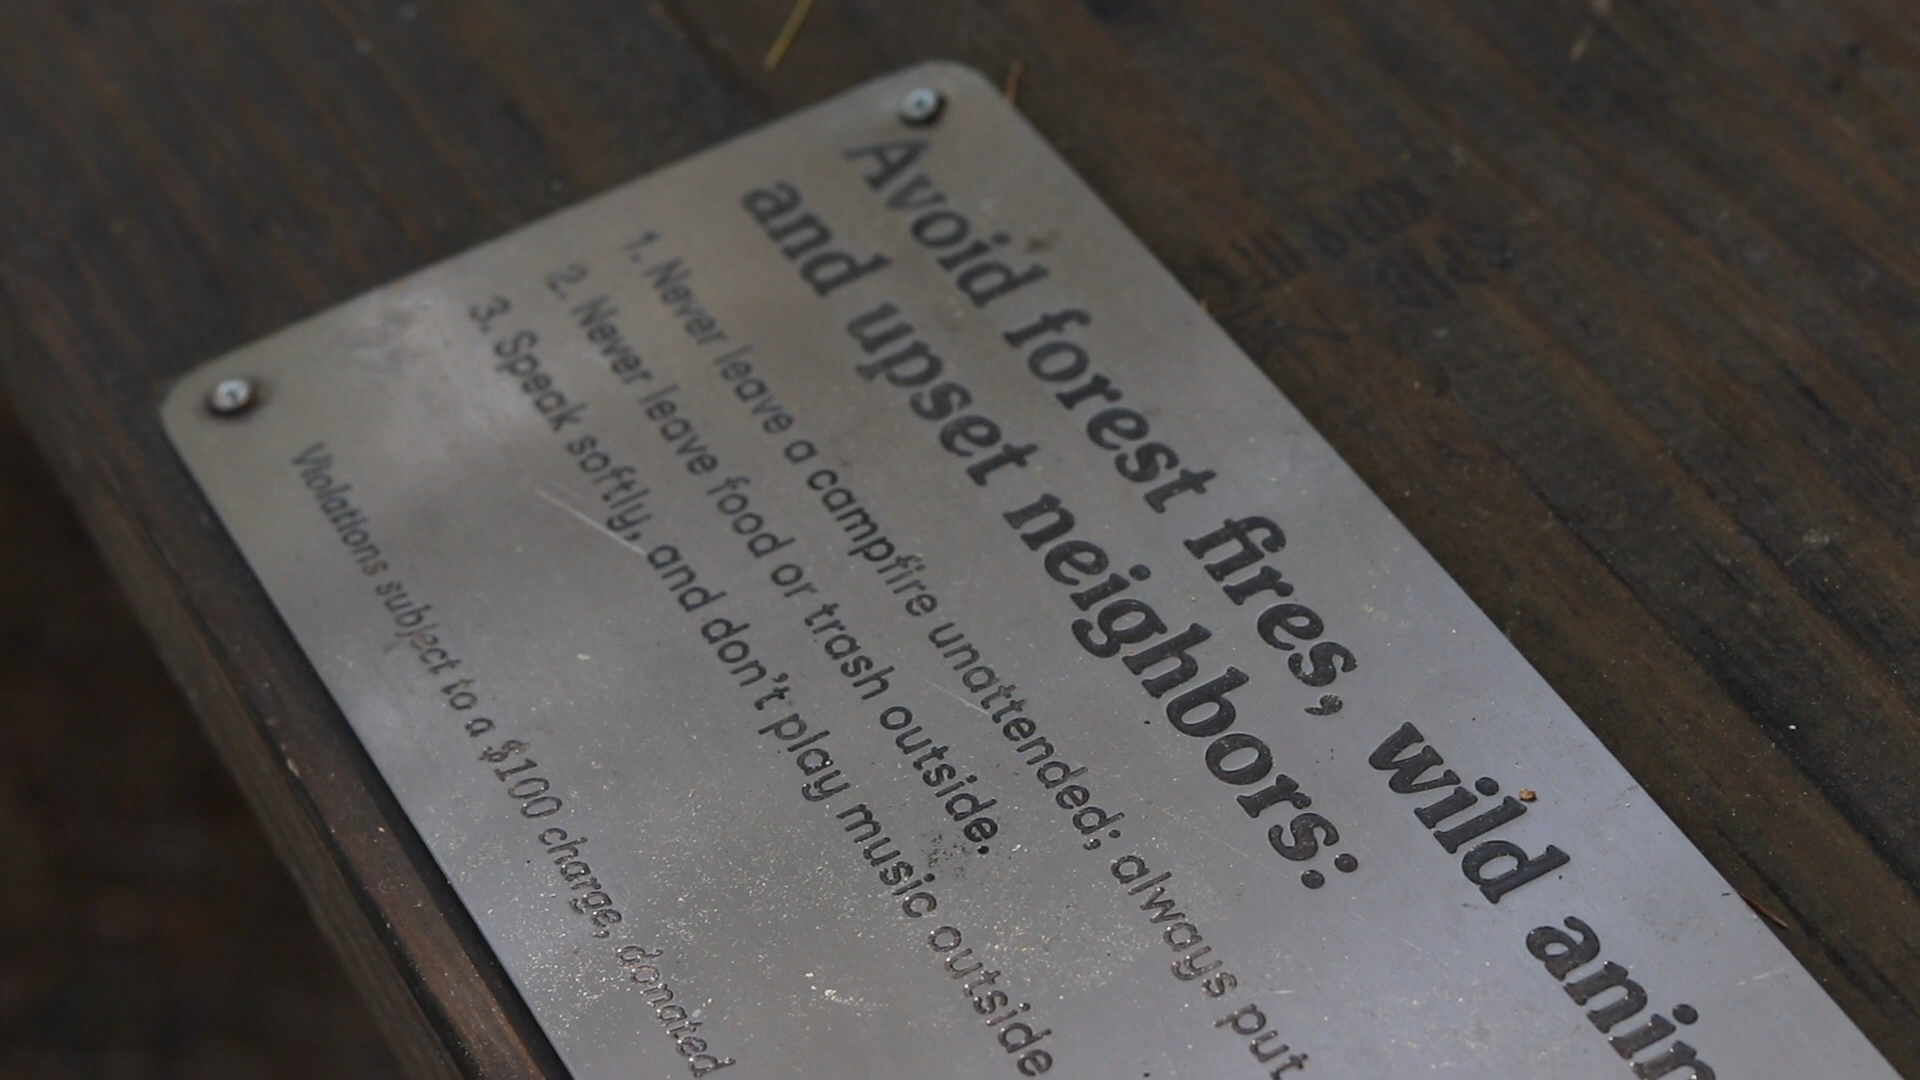 Avoid forest fires, wild
and upset neighbors:
1. Never leave a campfire unattended; always put
2. Never leave food or trash outside.
3. Speak softly, and don't play music outside
Violations subject to a $100 charge, donated